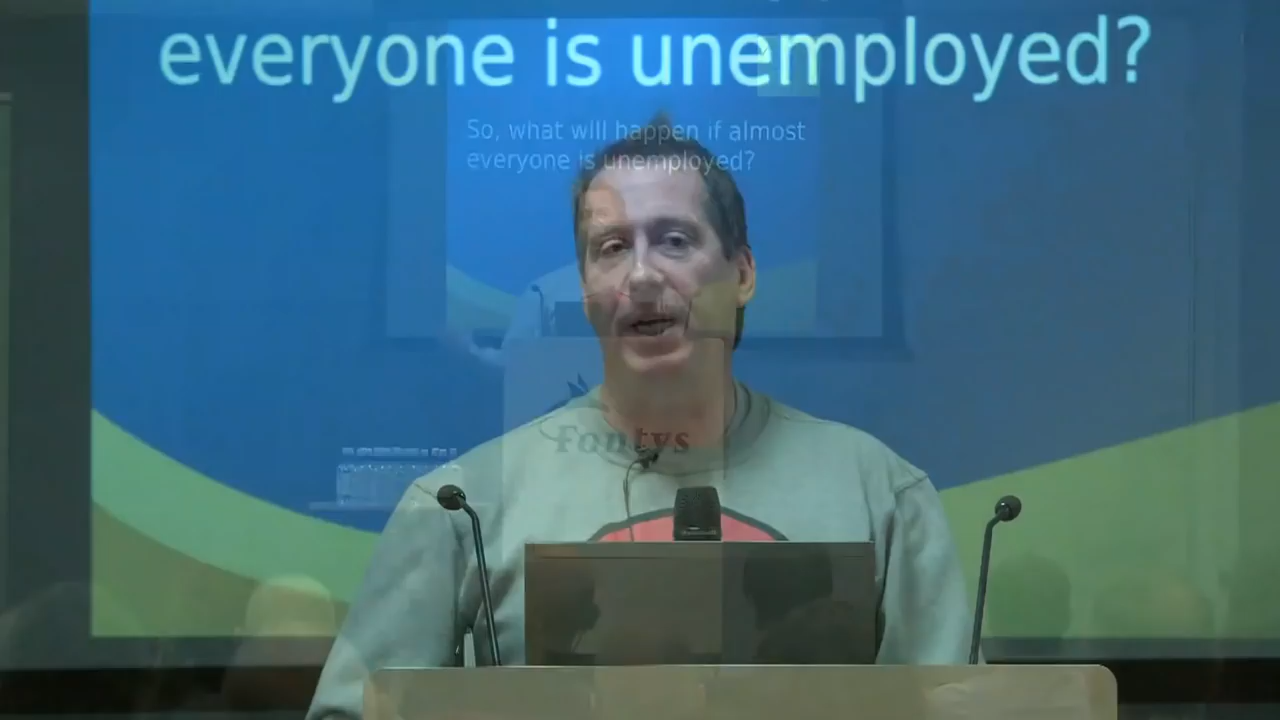 everyone is unemployed?
So, what will happen if almost
everyone is unemployed?
Fontys